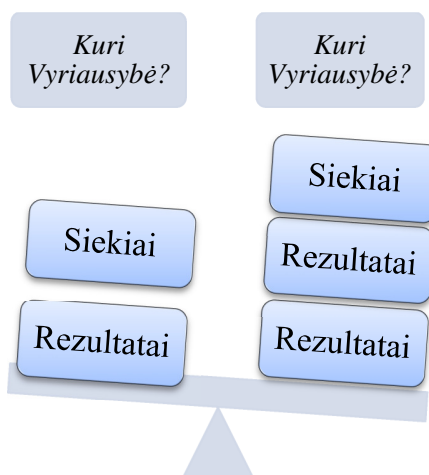 Kuri
Vyriausybė?
Kuri
Vyriausybė?
Siekiai
Rezultatai
Siekiai
Rezultatai
Rezultatai